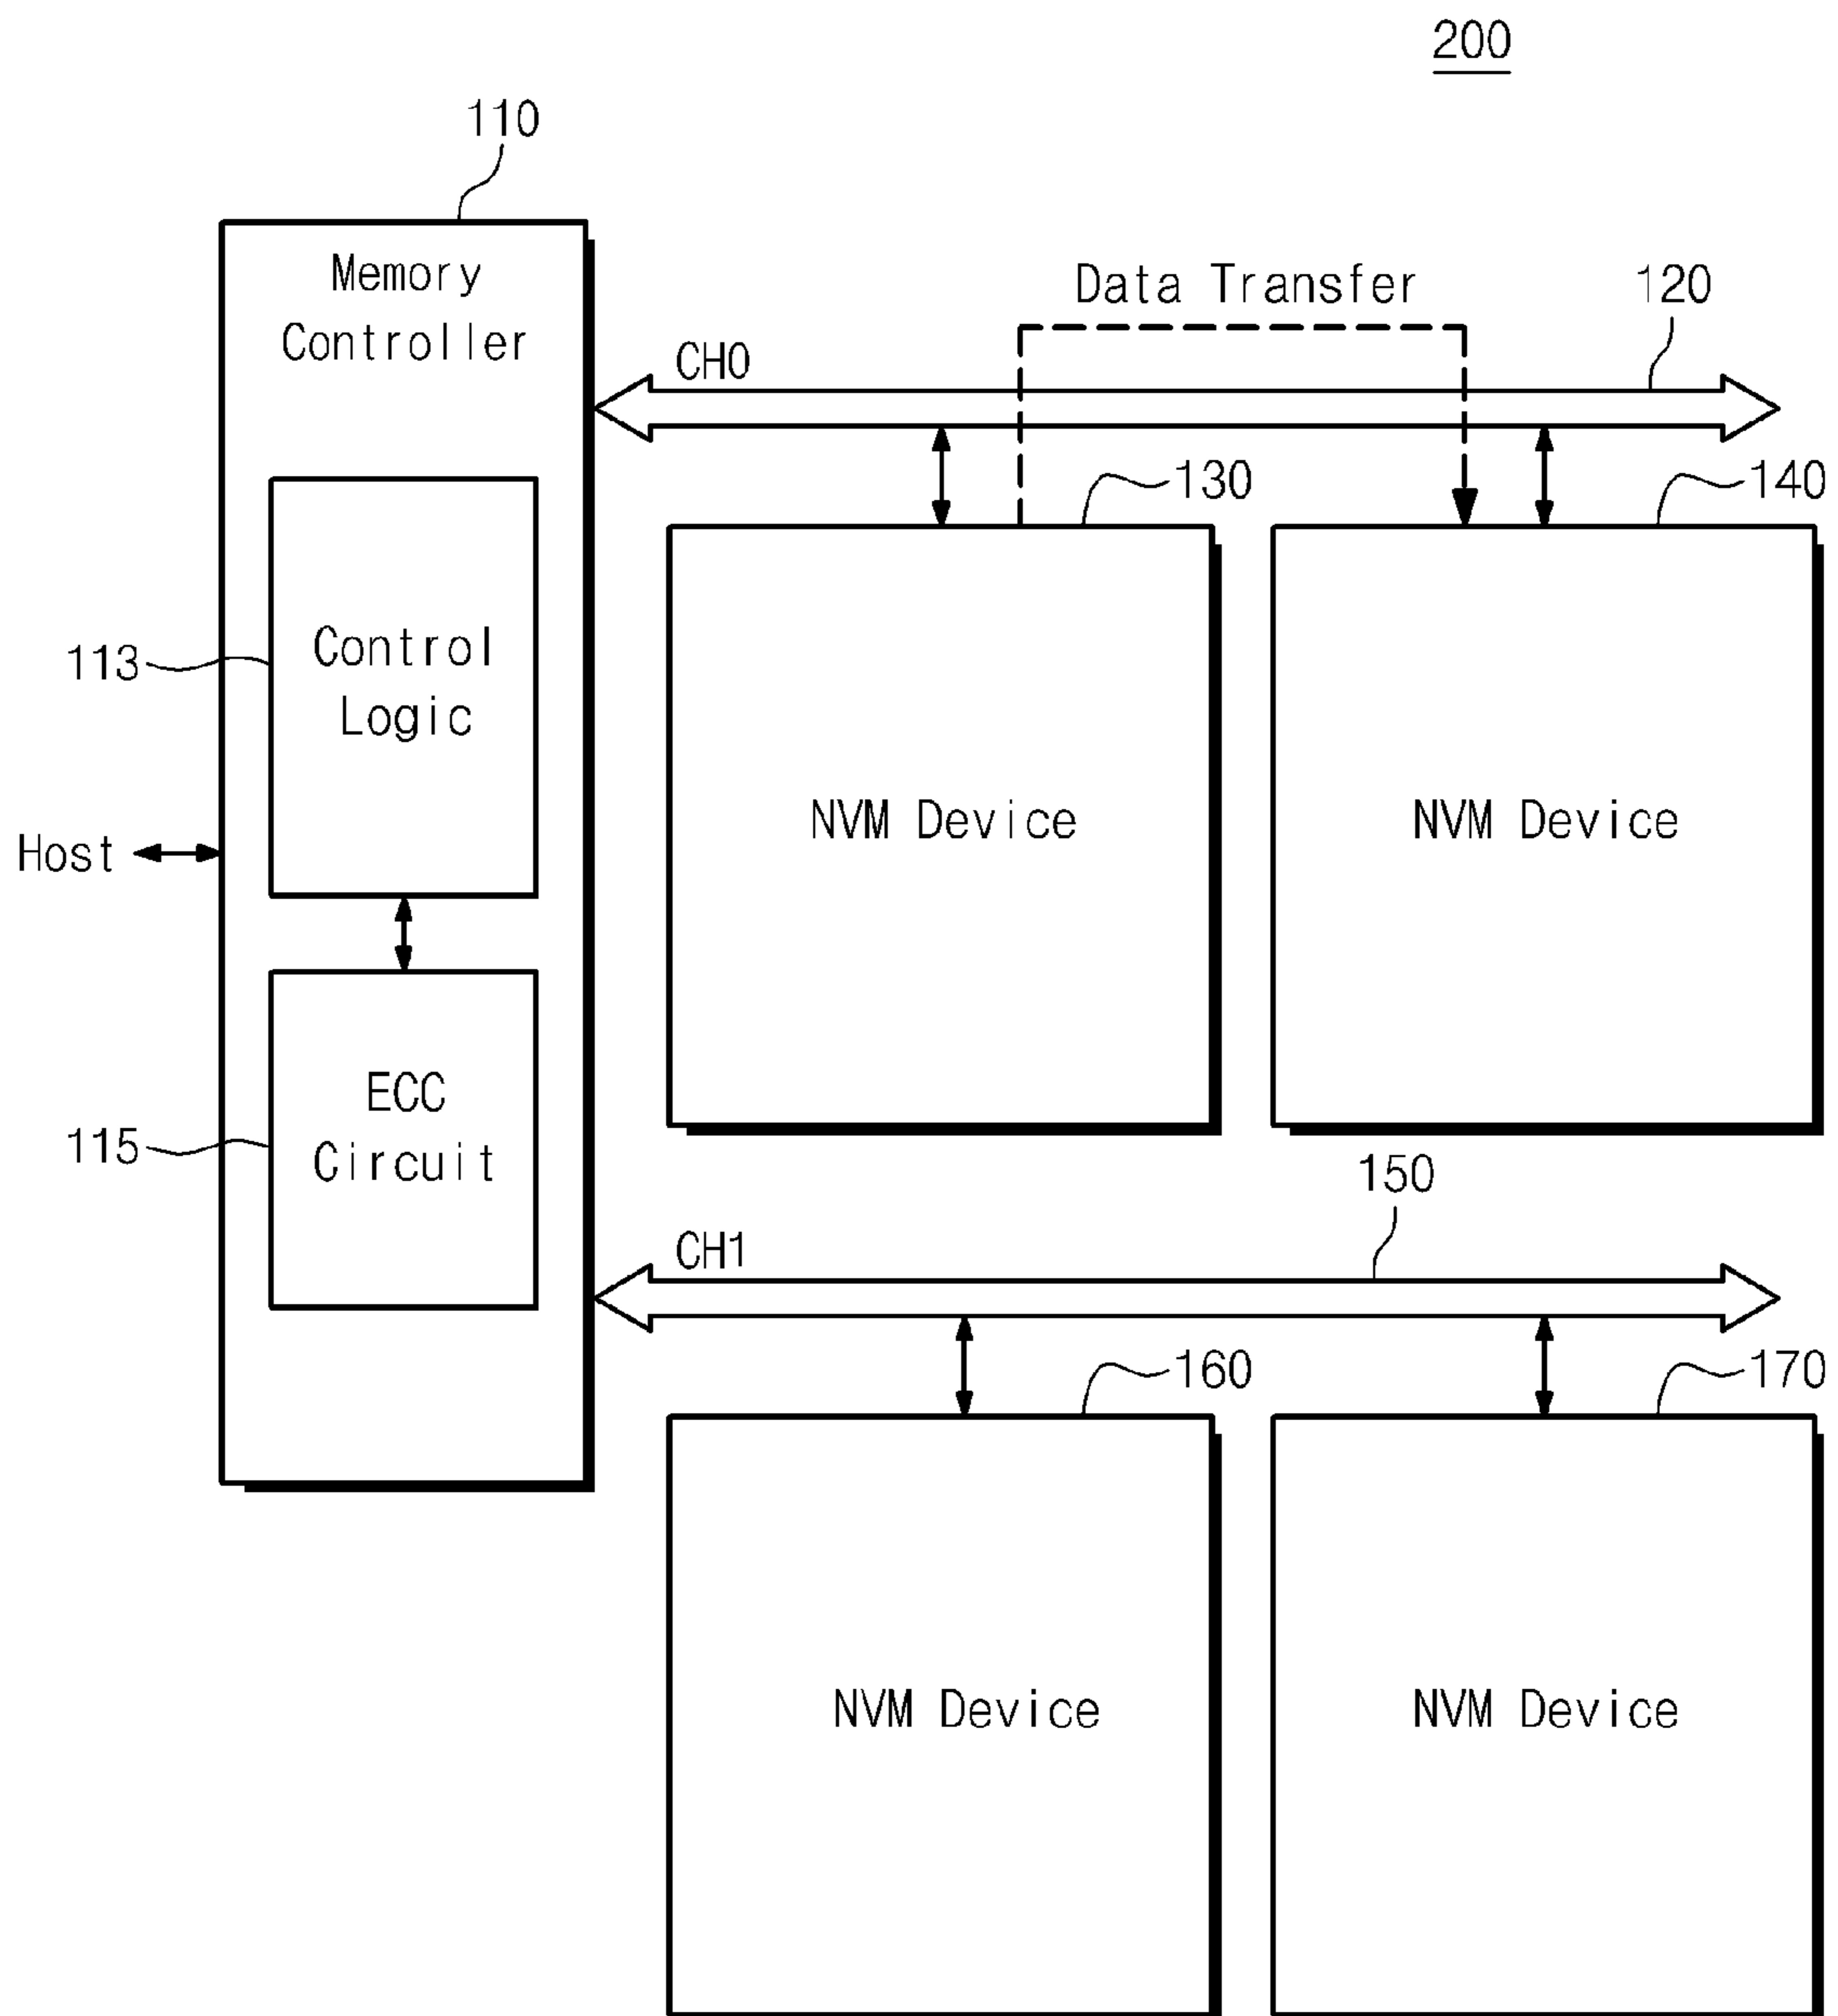 200
110
Memory
Controller
Data Transfer
120
CH0
130
140
Control
Logic
113
NVM Device
NVM Device
Host
ECC
Circuit
115
150
CH1
160
170
NVM Device
NVM Device